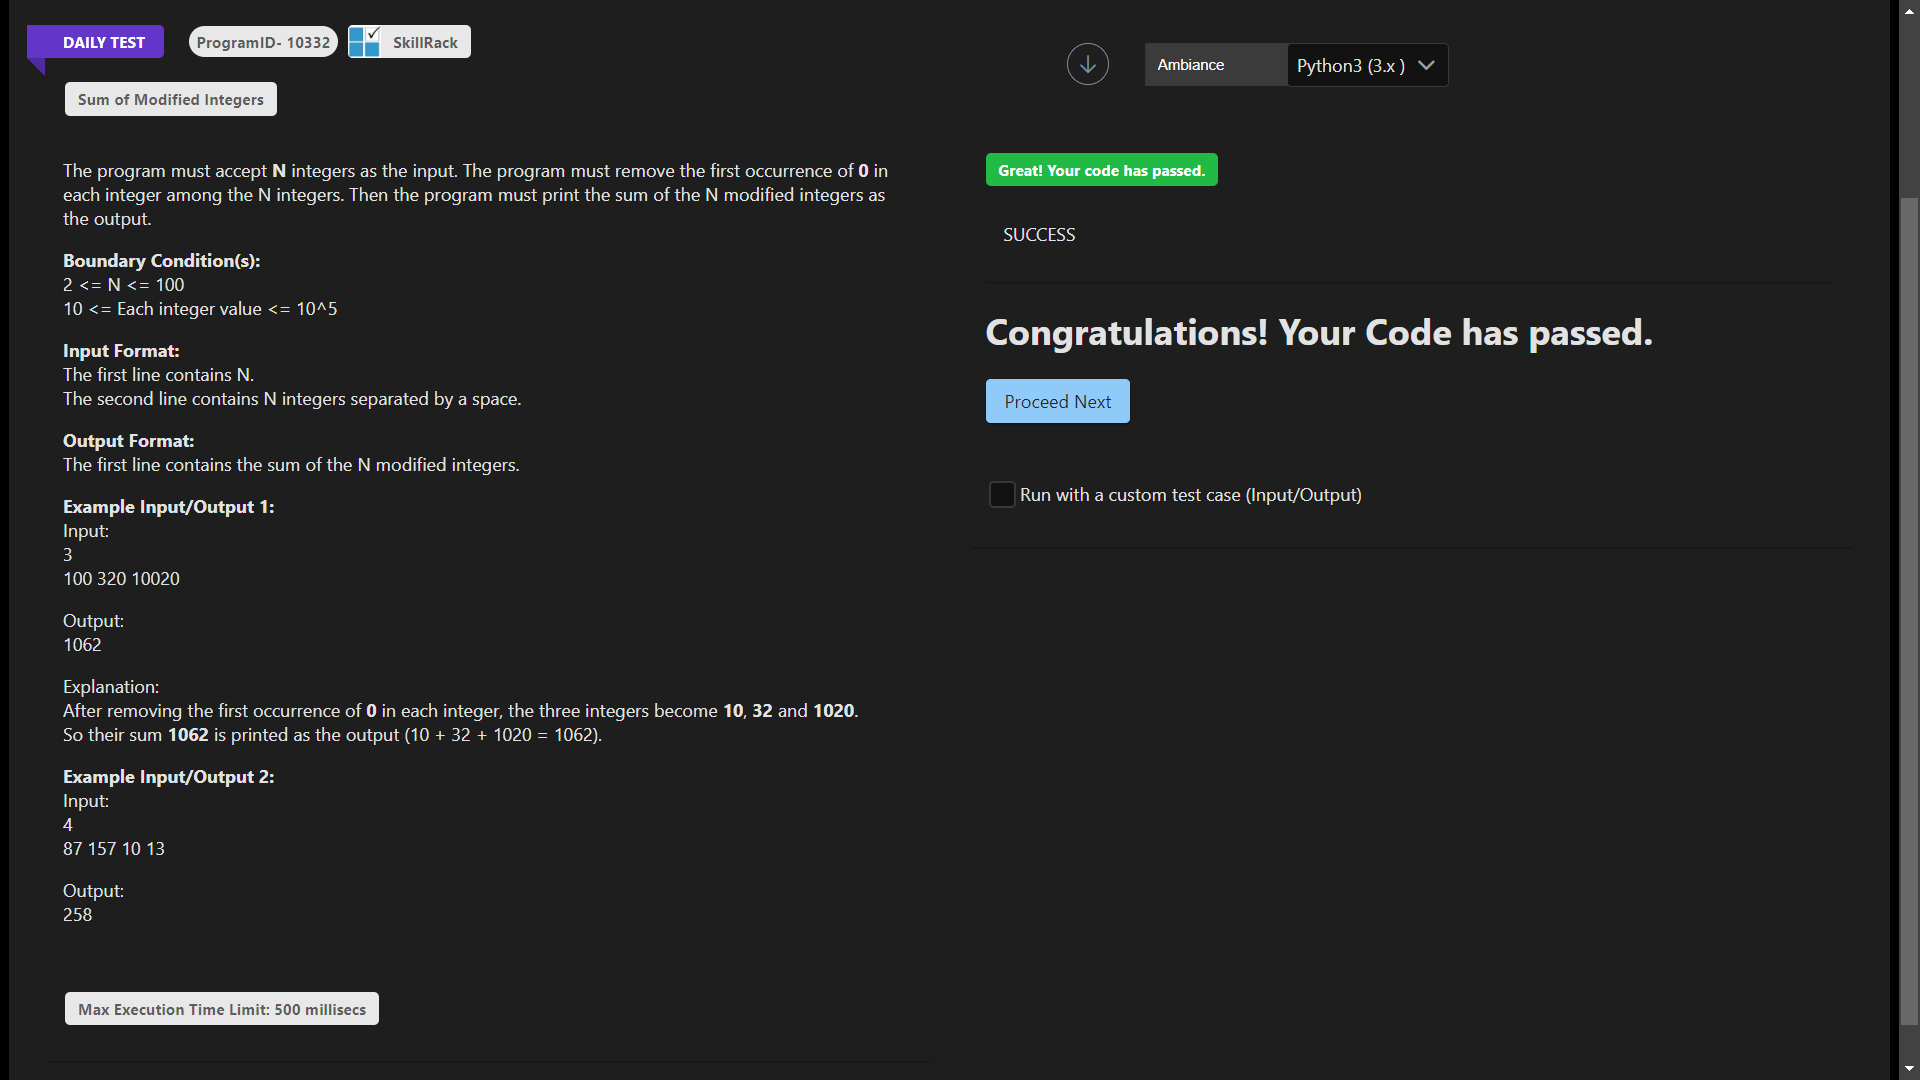 DAILY TEST
ProgramID- 10332
SkillRack
Sum of Modified Integers
The program must accept N integers as the input. The program must remove the first occurrence of 0 in
each integer among the N integers. Then the program must print the sum of the N modified integers as
the output.
Boundary Condition(s):
2 <= N <= 100
10 <= Each integer value <= 10^5
Input Format:
The first line contains N.
The second line contains N integers separated by a space.
Output Format:
The first line contains the sum of the N modified integers.
Example Input/Output 1:
Input:
3
100 320 10020
Output:
1062
Explanation:
After removing the first occurrence of 0 in each integer, the three integers become 10, 32 and 1020.
So their sum 1062 is printed as the output (10 + 32 + 1020 = 1062).
Example Input/Output 2:
Input:
4
87 157 10 13
Output:
258
Max Execution Time Limit: 500 millisecs
Ambiance
Python3 (3.x )
Great! Your code has passed.
SUCCESS
Congratulations! Your Code has passed.
Proceed Next
Run with a custom test case (Input/Output)